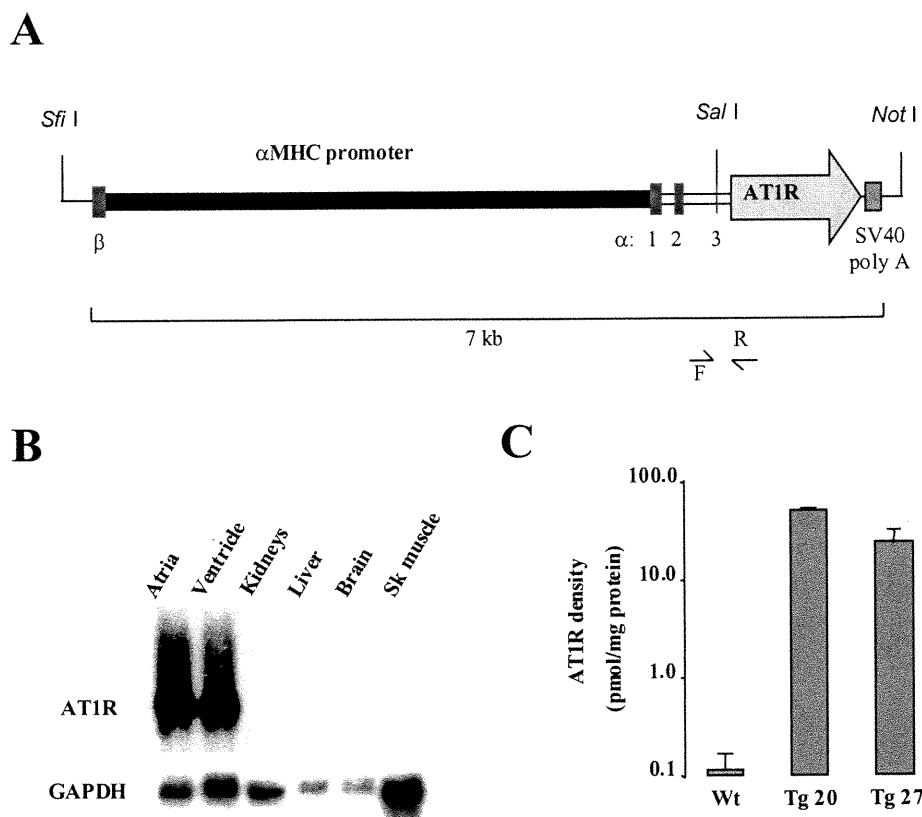 A
Sfi I
Sal I
Not I
αMHC promoter
AT1R
β
α: 1 2 3
SV40
poly A
7 kb
F
R
B
Atria
Ventricle
Kidneys
Liver
Brain
Sk muscle
AT1R
GAPDH
C
AT1R density
(pmol/mg protein)
100.0
10.0
1.0
0.1
Wt
Tg 20
Tg 27